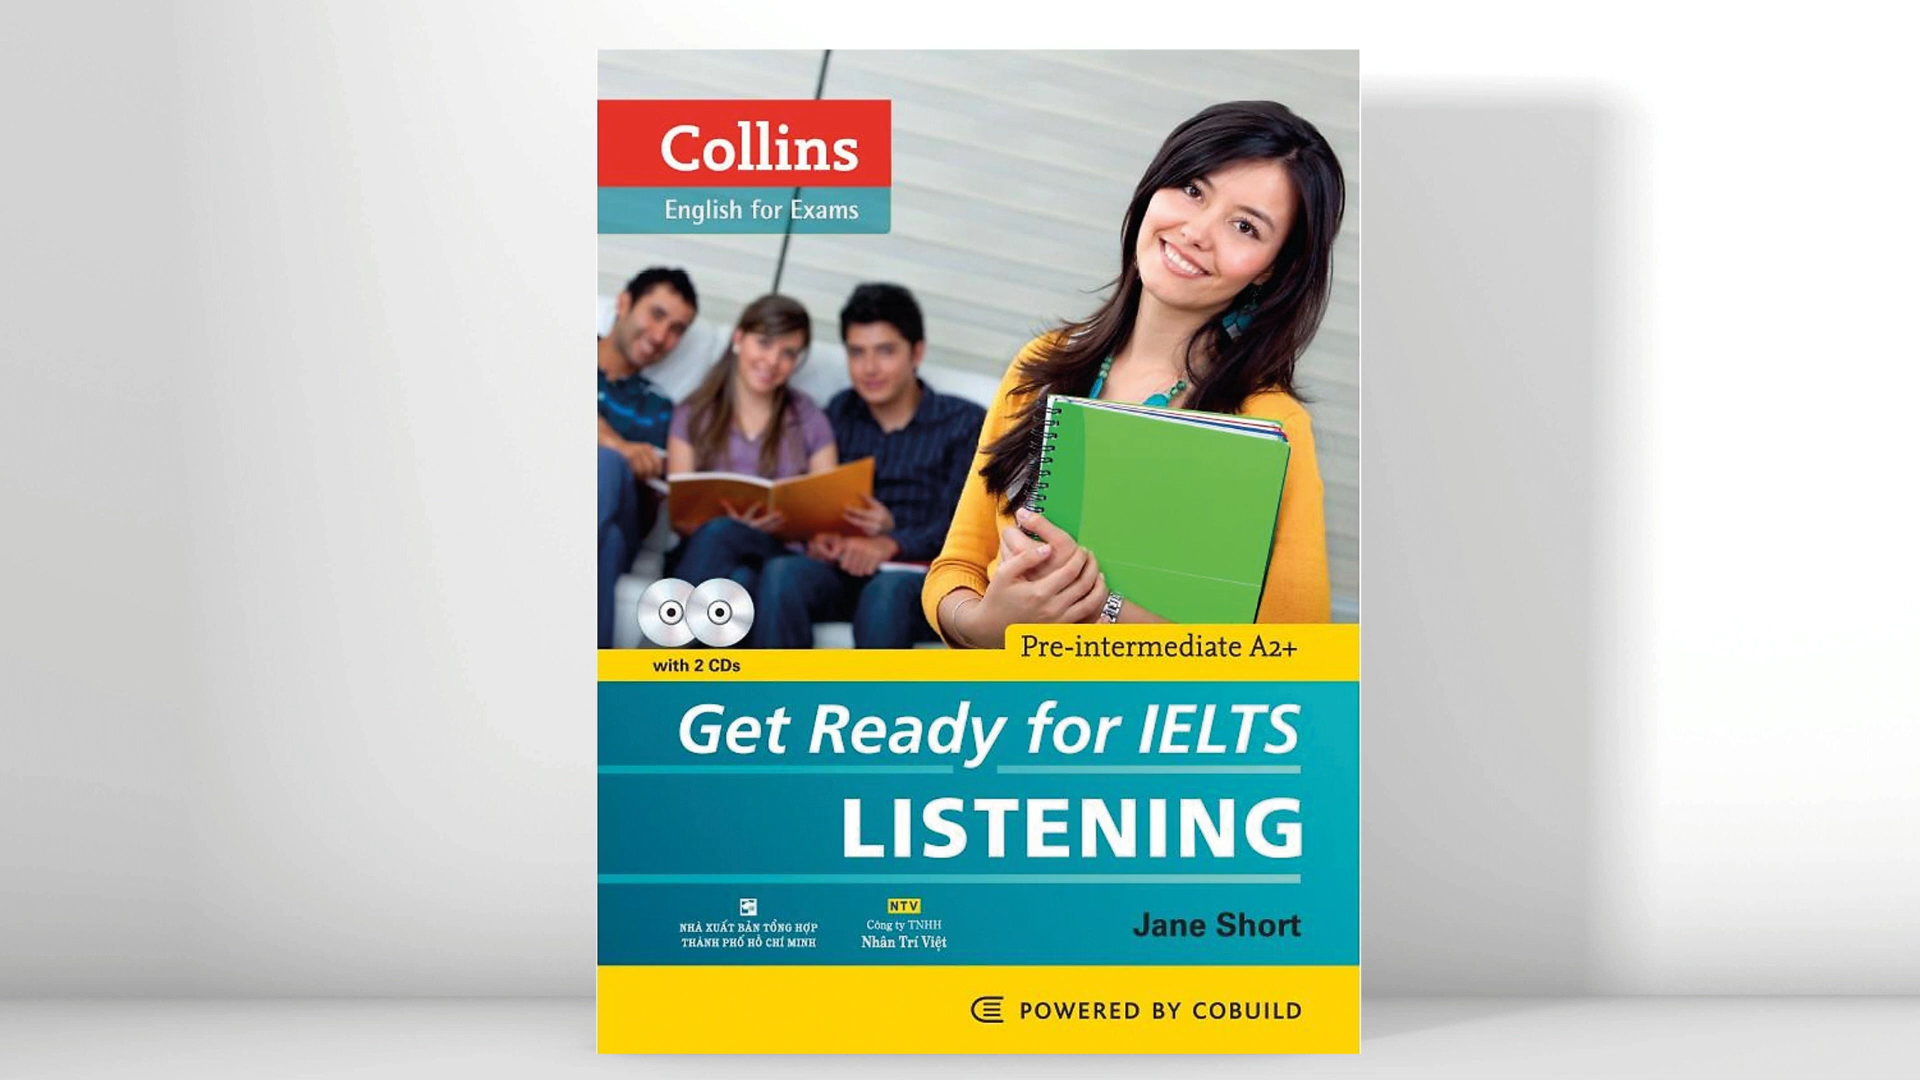 Collins
English for Exams
with 2 CDs
Pre-intermediate A2+
Get Ready for IELTS
LISTENING
NHÀ XUẤT BẢN TỔNG HỢP
THÀNH PHỐ HỒ CHÍ MINH
NTV
Công ty TNHH
Nhân Trí Việt
Jane Short
POWERED BY COBUILD